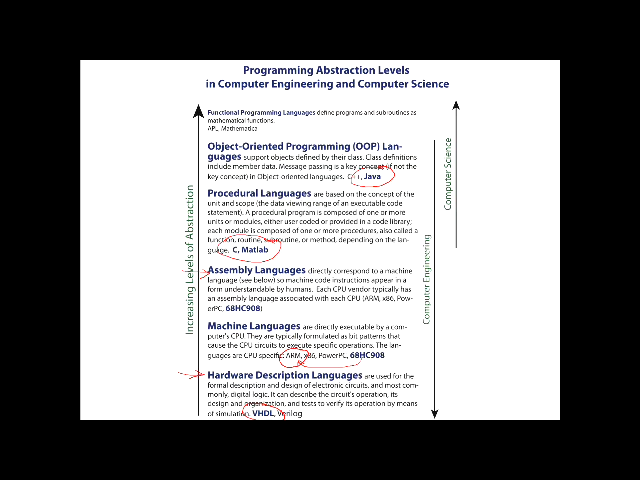 Programming Abstraction Levels
in Computer Engineering and Computer Science
Functional Programming Languages define programs and subroutines as
mathematical functions.
APL, Mathematica
Object-Oriented Programming (OOP) Lan-
guages support objects defined by their class. Class definitions
include member data. Message passing is a key concept (if not the
key concept) in Object-oriented languages. C++, Java
Procedural Languages are based on the concept of the
unit and scope (the data viewing range of an executable code
statement). A procedural program is composed of one or more
units or modules, either user coded or provided in a code library;
each module is composed of one or more procedures, also called a
function, routine, subroutine, or method, depending on the lan-
guage. C, Matlab
Assembly Languages directly correspond to a machine
language (see below) so machine code instructions appear in a
form understandable by humans. Each CPU vendor typically has
an assembly language associated with each CPU (ARM, x86, Pow-
erPC, 68HC908)
Machine Languages are directly executable by a com-
puter's CPU. They are typically formulated as bit patterns that
cause the CPU circuits to execute specific operations. The lan-
guages are CPU specific: ARM, x86, PowerPC, 68HC908
Hardware Description Languages are used for the
formal description and design of electronic circuits, and most com-
monly, digital logic. It can describe the circuit's operation, its
design and organization, and tests to verify its operation by means
of simulation. VHDL, Verilog
Increasing Levels of Abstraction
Computer Science
Computer Engineering